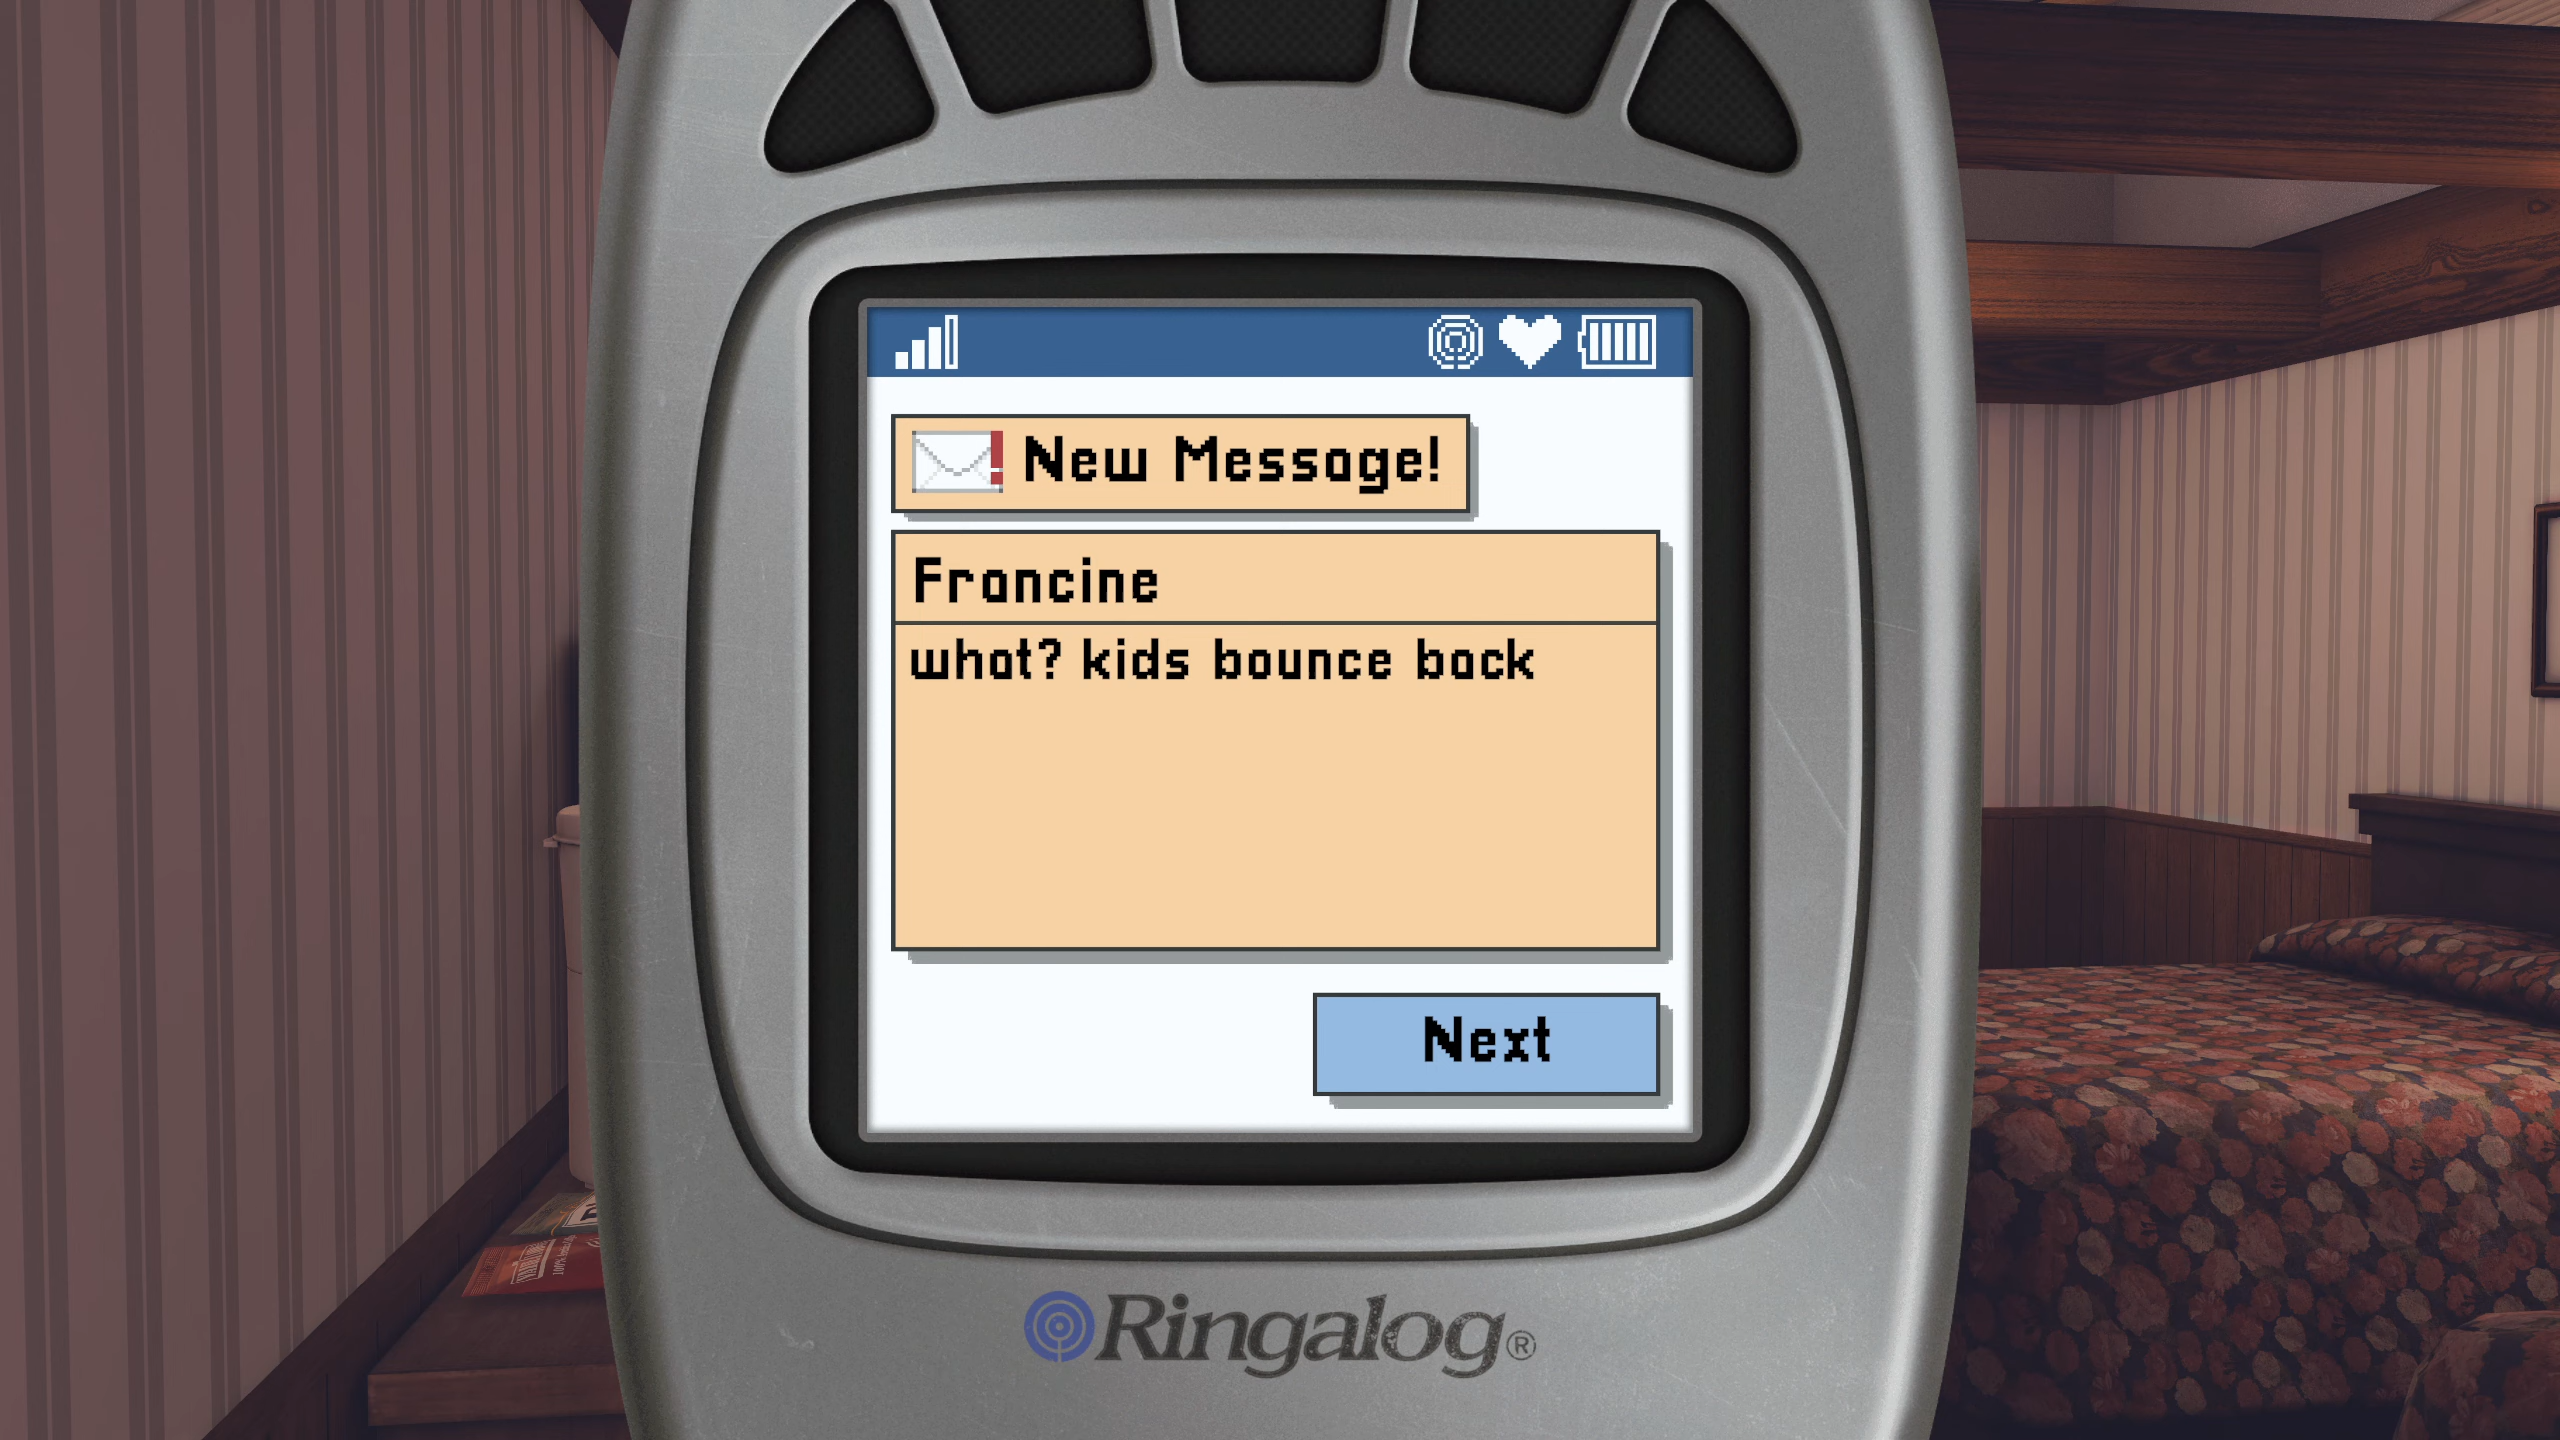 New Message!
Francine
what? kids bounce back
Next
Ringalog®